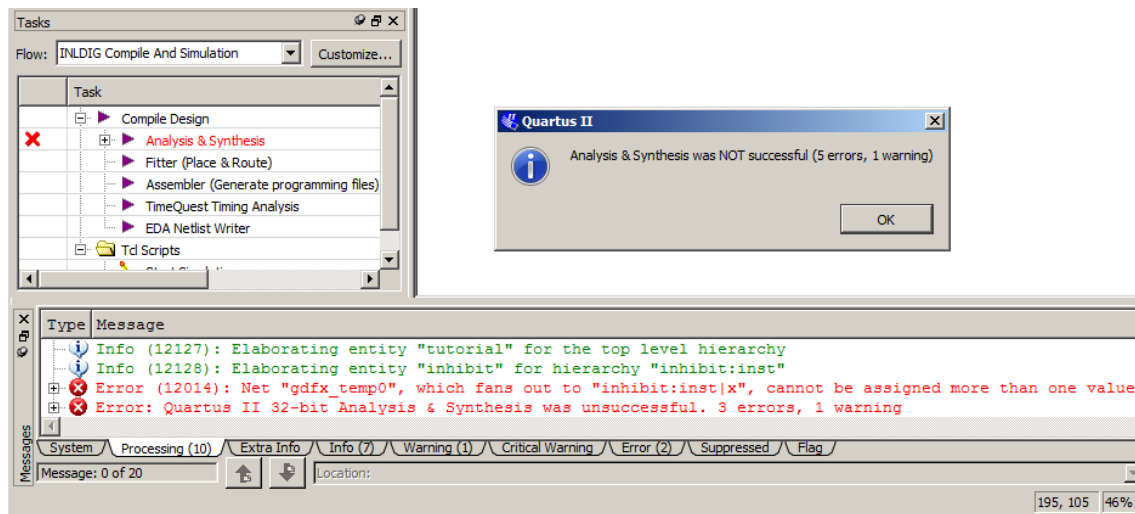 Tasks
Flow: INLDIG Compile And Simulation Customize...
Task
Compile Design
Analysis & Synthesis
Fitter (Place & Route)
Assembler (Generate programming files)
TimeQuest Timing Analysis
EDA Netlist Writer
Tcl Scripts
Quartus II
Analysis & Synthesis was NOT successful (5 errors, 1 warning)
OK
Type Message
Info (12127): Elaborating entity "tutorial" for the top level hierarchy
Info (12128): Elaborating entity "inhibit" for hierarchy "inhibit:inst"
Error (12014): Net "gdfx_temp0", which fans out to "inhibit:inst|x", cannot be assigned more than one value
Error: Quartus II 32-bit Analysis & Synthesis was unsuccessful. 3 errors, 1 warning
System Processing (10) Extra Info Info (7) Warning (1) Critical Warning Error (2) Suppressed Flag
Messages
Message: 0 of 20 Location:
195, 105 46%